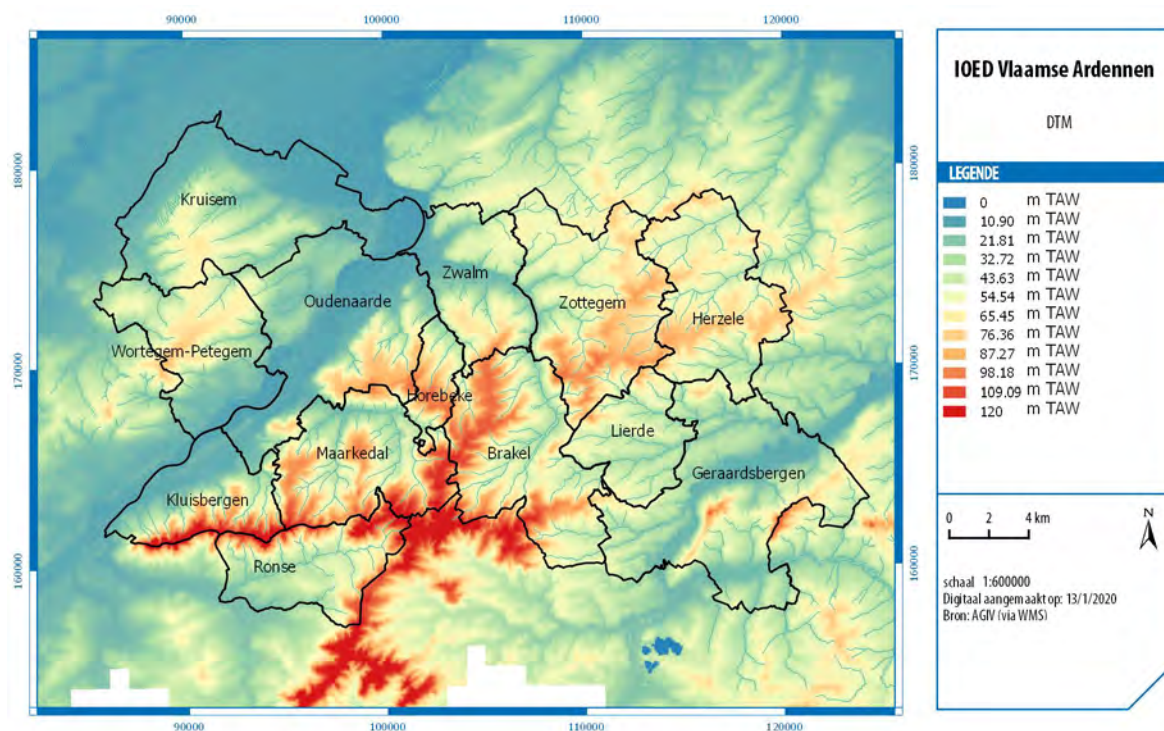 90000 100000 110000 120000
180000 180000
170000 170000
160000 160000
90000 100000 110000 120000
Kruisem
Zwalm
Oudenaarde
Zottegem
Herzele
Wortegem-Petegem
Horebeke
Lierde
Maarkedal
Brakel
Geraardsbergen
Kluisbergen
Ronse
IOED Vlaamse Ardennen
DTM
LEGENDE
0 m TAW
10.90 m TAW
21.81 m TAW
32.72 m TAW
43.63 m TAW
54.54 m TAW
65.45 m TAW
76.36 m TAW
87.27 m TAW
98.18 m TAW
109.09 m TAW
120 m TAW
0 2 4 km
N
schaal 1:600000
Digitaal aangemaakt op: 13/1/2020
Bron: AGIV (via WMS)